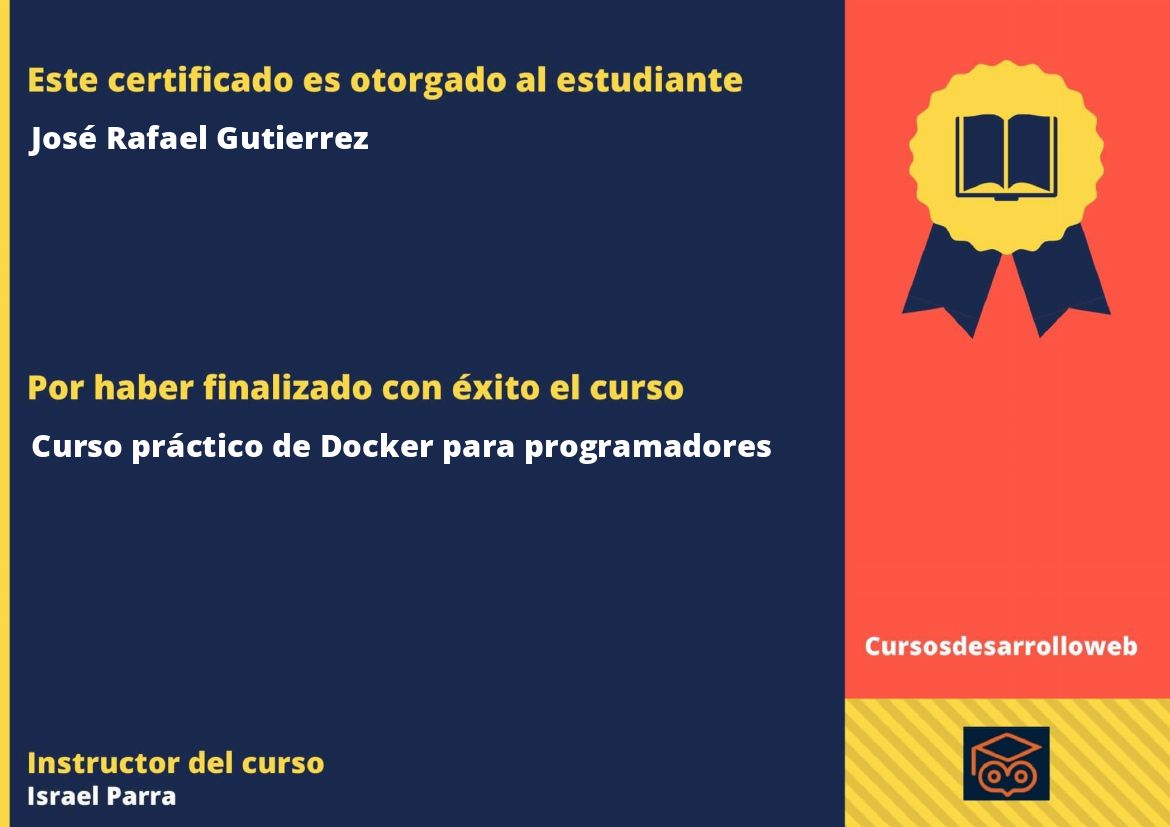 Este certificado es otorgado al estudiante
José Rafael Gutierrez
Por haber finalizado con éxito el curso
Curso práctico de Docker para programadores
Cursosdesarrolloweb
Instructor del curso
Israel Parra